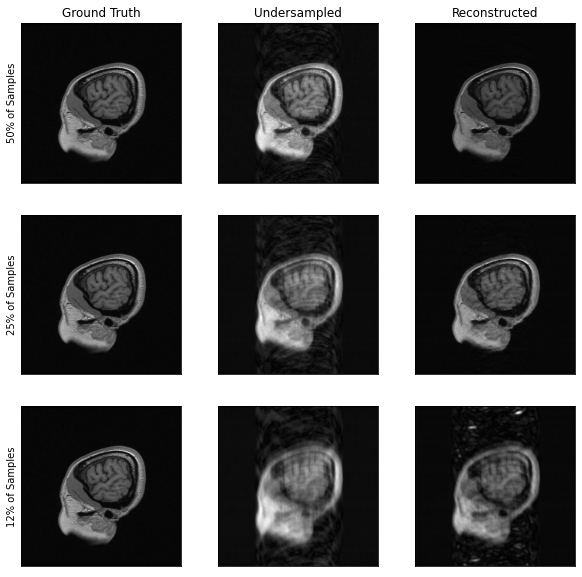 Ground Truth
Undersampled
Reconstructed
50% of Samples
25% of Samples
12% of Samples